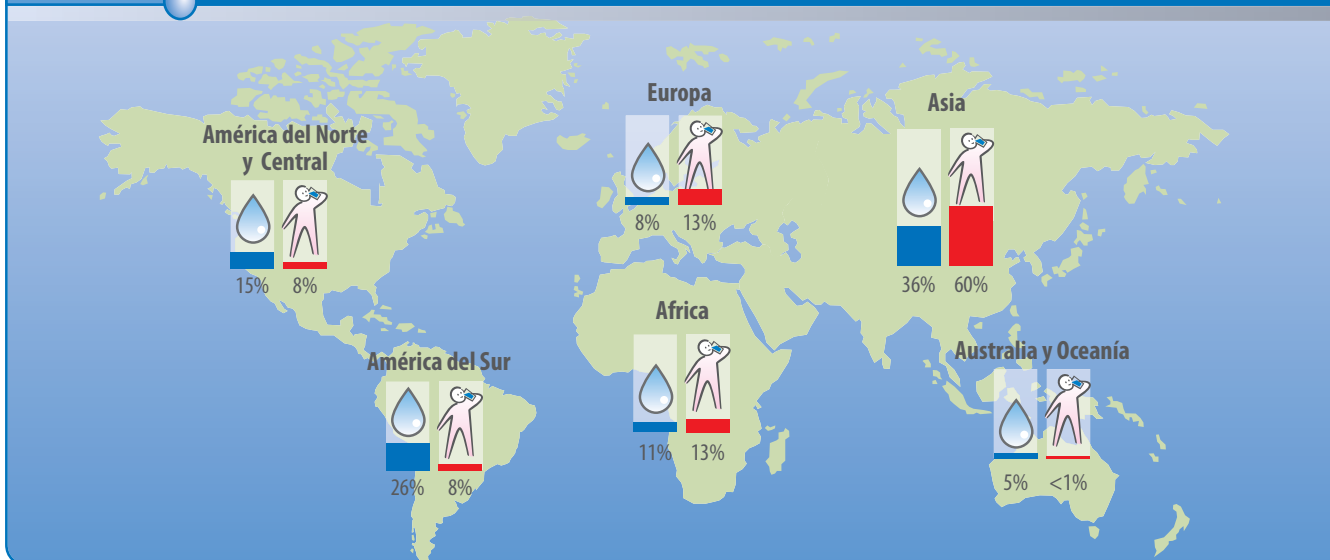 América del Norte
y Central
15% 8%
América del Sur
26% 8%
Europa
8% 13%
Africa
11% 13%
Asia
36% 60%
Australia y Oceanía
5% <1%